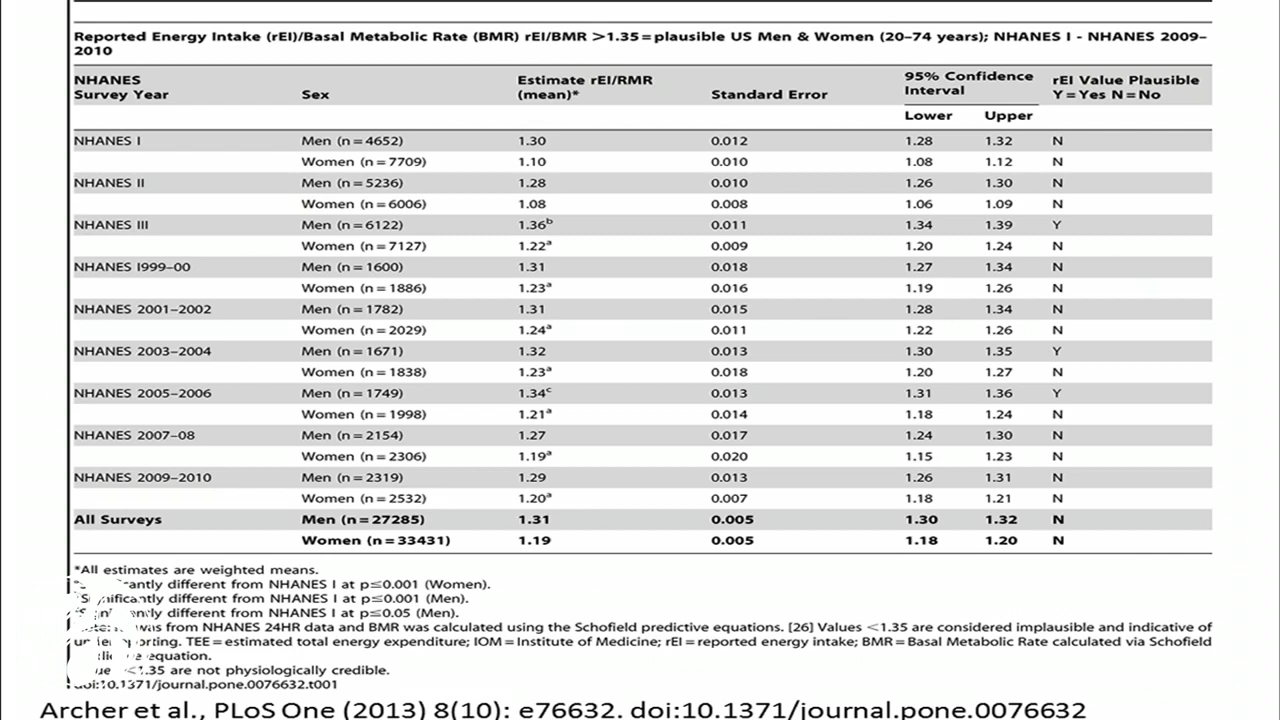 Reported Energy Intake (rEI)/Basal Metabolic Rate (BMR) rEI/BMR >1.35=plausible US Men & Women (20–74 years); NHANES I - NHANES 2009–
2010
NHANES Survey Year Sex Estimate rEI/RMR (mean)* Standard Error 95% Confidence Interval rEI Value Plausible Y=Yes N=No
Lower Upper
NHANES I Men (n=4652) 1.30 0.012 1.28 1.32 N
Women (n=7709) 1.10 0.010 1.08 1.12 N
NHANES II Men (n=5236) 1.28 0.010 1.26 1.30 N
Women (n=6006) 1.08 0.008 1.06 1.09 N
NHANES III Men (n=6122) 1.36b 0.011 1.34 1.39 Y
Women (n=7127) 1.22a 0.009 1.20 1.24 N
NHANES I999–00 Men (n=1600) 1.31 0.018 1.27 1.34 N
Women (n=1886) 1.23a 0.016 1.19 1.26 N
NHANES 2001–2002 Men (n=1782) 1.31 0.015 1.28 1.34 N
Women (n=2029) 1.24a 0.011 1.22 1.26 N
NHANES 2003–2004 Men (n=1671) 1.32 0.013 1.30 1.35 Y
Women (n=1838) 1.23a 0.018 1.20 1.27 N
NHANES 2005–2006 Men (n=1749) 1.34c 0.013 1.31 1.36 Y
Women (n=1998) 1.21a 0.014 1.18 1.24 N
NHANES 2007–08 Men (n=2154) 1.27 0.017 1.24 1.30 N
Women (n=2306) 1.19a 0.020 1.15 1.23 N
NHANES 2009–2010 Men (n=2319) 1.29 0.013 1.26 1.31 N
Women (n=2532) 1.20a 0.007 1.18 1.21 N
All Surveys Men (n=27285) 1.31 0.005 1.30 1.32 N
Women (n=33431) 1.19 0.005 1.18 1.20 N
*All estimates are weighted means.
different from NHANES I at p≤0.001 (Women).
Significantly different from NHANES I at p≤0.001 (Men).
different from NHANES I at p≤0.05 (Men).
was from NHANES 24HR data and BMR was calculated using the Schofield predictive equations. [26] Values <1.35 are considered implausible and indicative of
TEE=estimated total energy expenditure; IOM=Institute of Medicine; rEI=reported energy intake; BMR=Basal Metabolic Rate calculated via Schofield
equation.
<1.35 are not physiologically credible.
doi:10.1371/journal.pone.0076632.t001
Archer et al., PLoS One (2013) 8(10): e76632. doi:10.1371/journal.pone.0076632